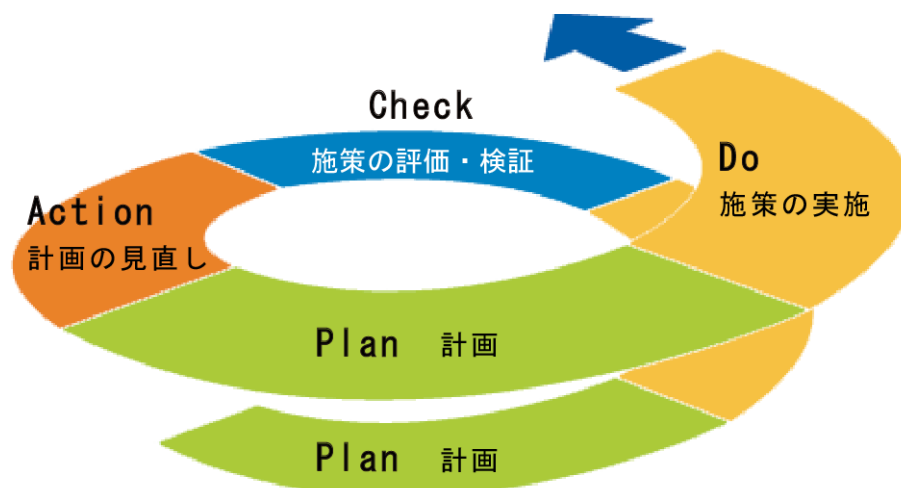 Check
施策の評価・検証
Do
施策の実施
Action
計画の見直し
Plan 計画
Plan 計画